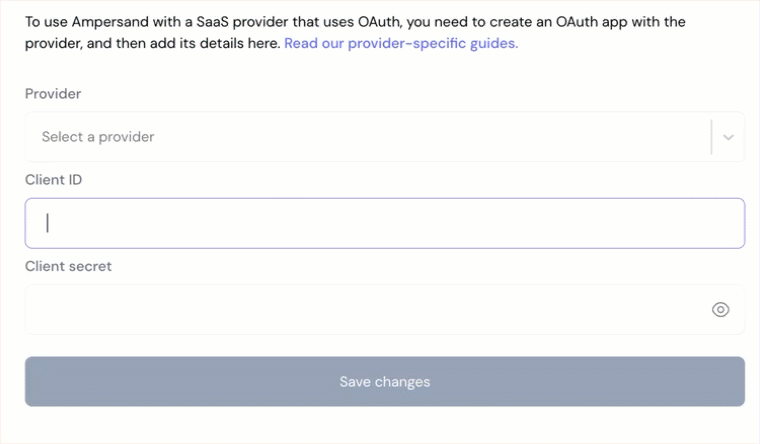 To use Ampersand with a SaaS provider that uses OAuth, you need to create an OAuth app with the
provider, and then add its details here. Read our provider-specific guides.
Provider
Select a provider
Client ID
Client secret
Save changes